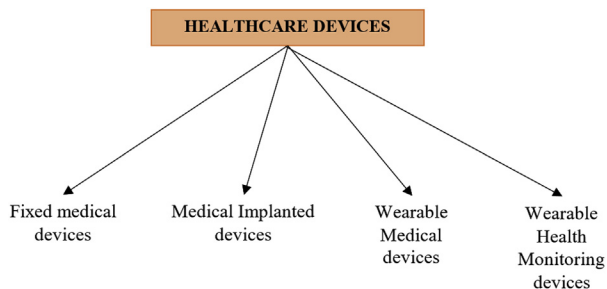 HEALTHCARE DEVICES
Fixed medical
devices
Medical Implanted
devices
Wearable
Medical
devices
Wearable
Health
Monitoring
devices